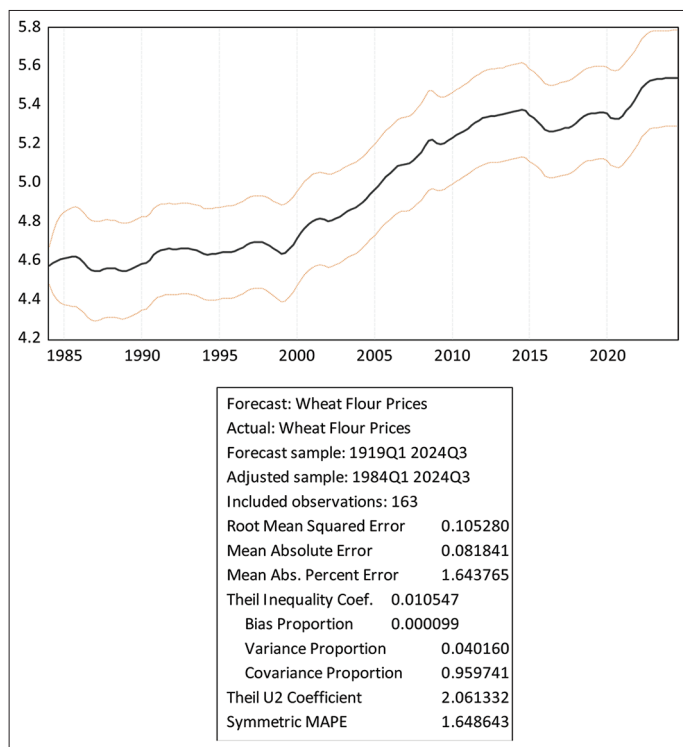 5.8
5.6
5.4
5.2
5.0
4.8
4.6
4.4
4.2
1985 1990 1995 2000 2005 2010 2015 2020
Forecast: Wheat Flour Prices
Actual: Wheat Flour Prices
Forecast sample: 1919Q1 2024Q3
Adjusted sample: 1984Q1 2024Q3
Included observations: 163
Root Mean Squared Error 0.105280
Mean Absolute Error 0.081841
Mean Abs. Percent Error 1.643765
Theil Inequality Coef. 0.010547
Bias Proportion 0.000099
Variance Proportion 0.040160
Covariance Proportion 0.959741
Theil U2 Coefficient 2.061332
Symmetric MAPE 1.648643